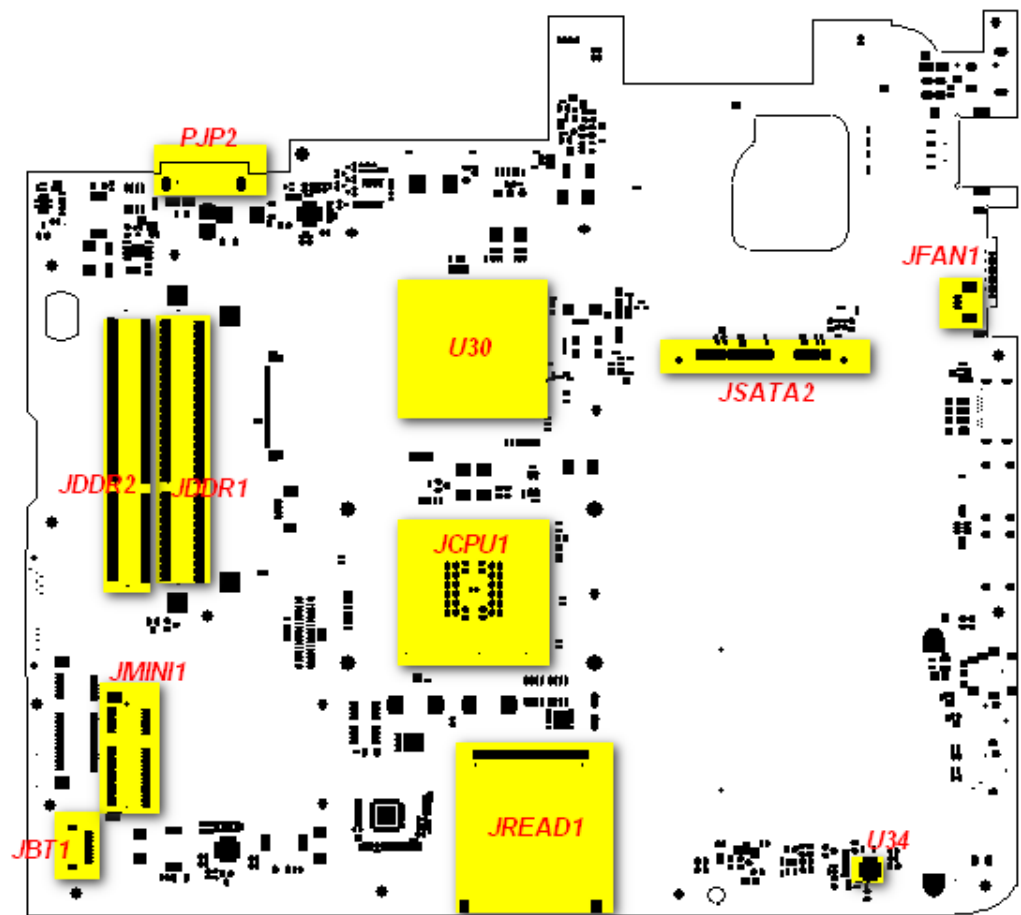 PJP2
JFAN1
U30
JSATA2
JDDR2
JDDR1
JCPU1
JMINI1
JREAD1
JBT1
U34